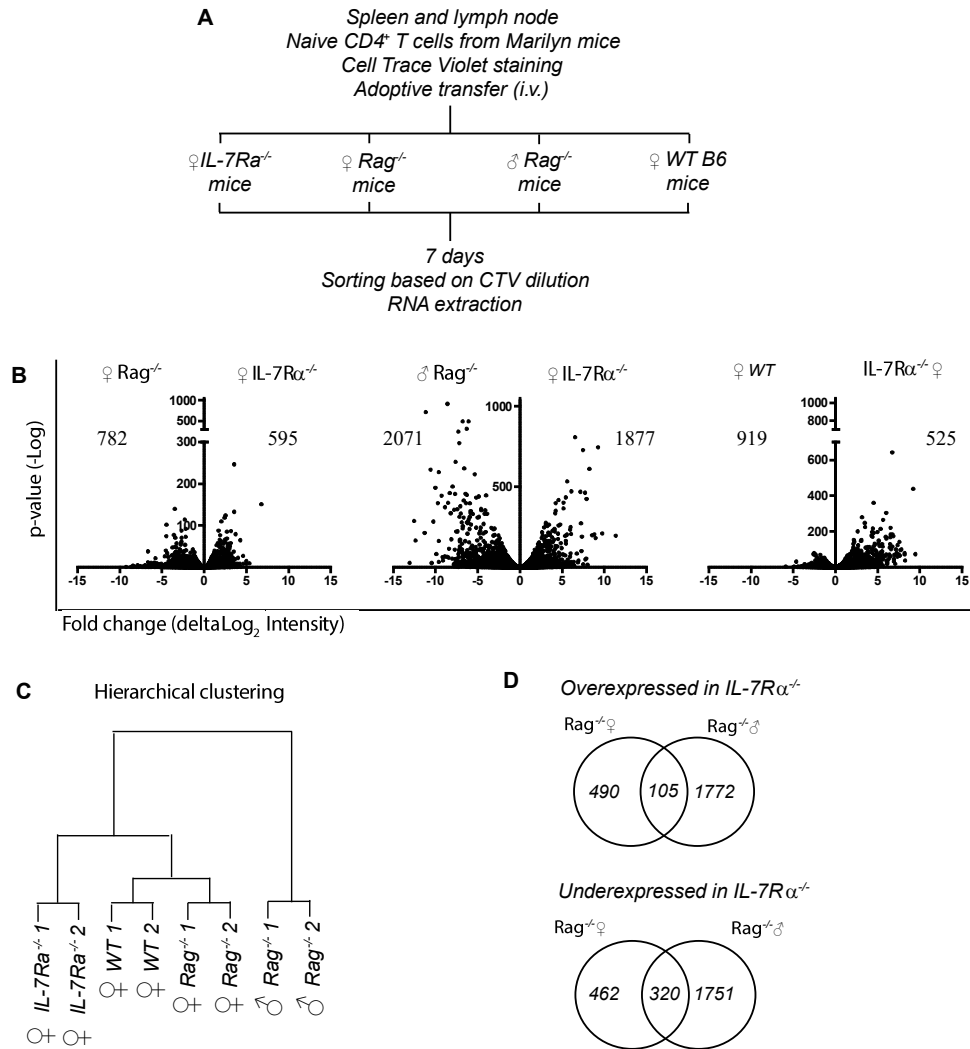 A
Spleen and lymph node
Naive CD4⁺ T cells from Marilyn mice
Cell Trace Violet staining
Adoptive transfer (i.v.)
♀IL-7Ra⁻/⁻ mice
♀ Rag⁻/⁻ mice
♂ Rag⁻/⁻ mice
♀ WT B6 mice
7 days
Sorting based on CTV dilution
RNA extraction
B
p-value (-Log)
♀ Rag⁻/⁻ ♀ IL-7Rα⁻/⁻
782 595
1000
500
300
200
100
-15 -10 -5 0 5 10 15
♂ Rag⁻/⁻ ♀ IL-7Rα⁻/⁻
2071 1877
1000
500
-15 -10 -5 0 5 10 15
♀ WT IL-7Rα⁻/⁻ ♀
919 525
1000
800
600
400
200
0
-15 -10 -5 0 5 10 15
Fold change (deltaLog₂ Intensity)
C
Hierarchical clustering
♀ IL-7Ra⁻/⁻ 1
♀ IL-7Ra⁻/⁻ 2
♀ WT 1
♀ WT 2
♀ Rag⁻/⁻ 1
♀ Rag⁻/⁻ 2
♂ Rag⁻/⁻ 1
♂ Rag⁻/⁻ 2
D
Overexpressed in IL-7Rα⁻/⁻
Rag⁻/⁻♀ Rag⁻/⁻♂
490 105 1772
Underexpressed in IL-7Rα⁻/⁻
Rag⁻/⁻♀ Rag⁻/⁻♂
462 320 1751